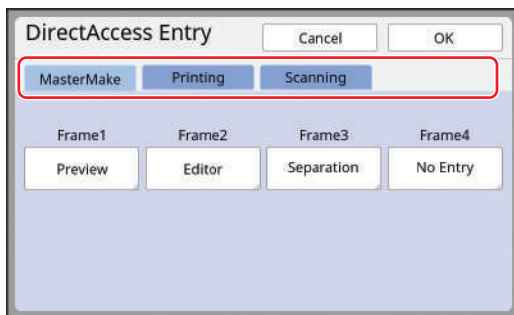 DirectAccess Entry Cancel OK
MasterMake Printing Scanning
Frame1 Frame2 Frame3 Frame4
Preview Editor Separation No Entry